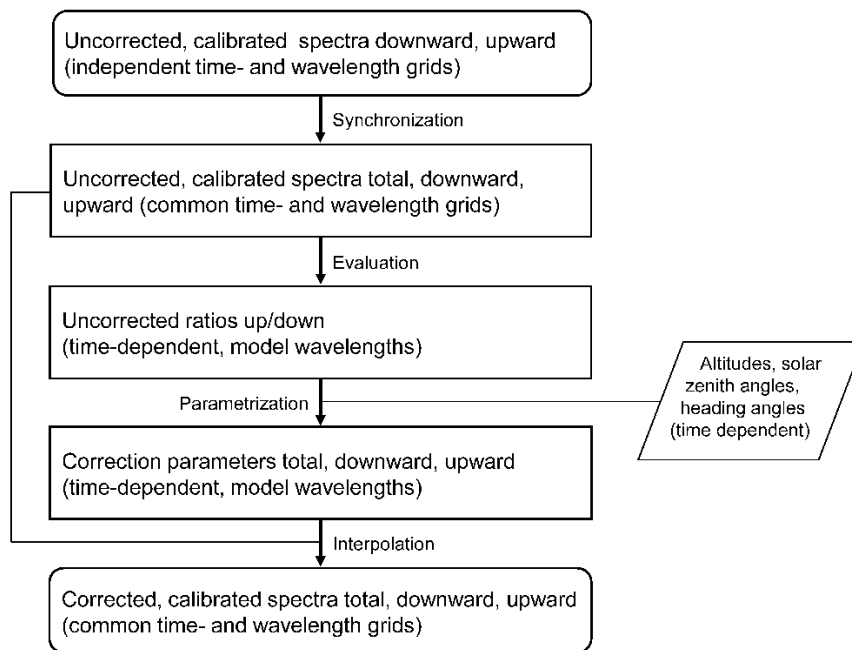 Uncorrected, calibrated spectra downward, upward
(independent time- and wavelength grids)
Synchronization
Uncorrected, calibrated spectra total, downward,
upward (common time- and wavelength grids)
Evaluation
Uncorrected ratios up/down
(time-dependent, model wavelengths)
Altitudes, solar
zenith angles,
heading angles
(time dependent)
Parametrization
Correction parameters total, downward, upward
(time-dependent, model wavelengths)
Interpolation
Corrected, calibrated spectra total, downward, upward
(common time- and wavelength grids)